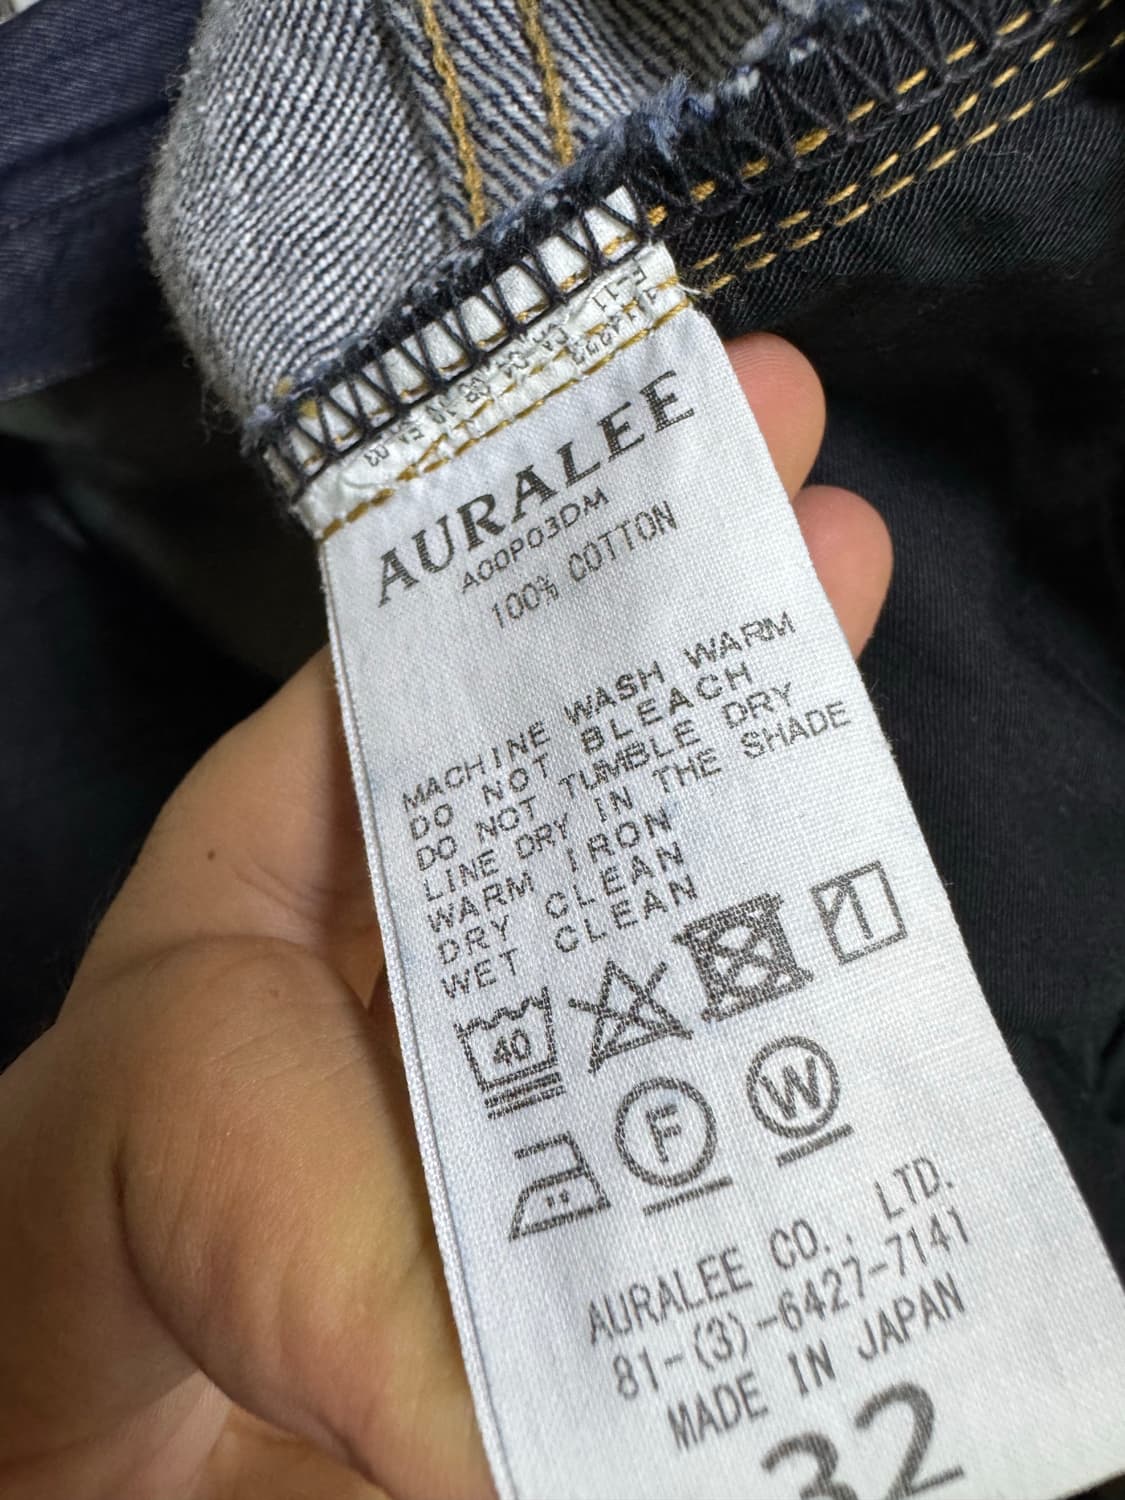 AURALEE
A00P03DM
100% COTTON
MACHINE WASH WARM
DO NOT BLEACH
DO NOT TUMBLE DRY
LINE DRY IN THE SHADE
WARM IRON
DRY CLEAN
WET CLEAN
40
F W
AURALEE CO., LTD.
81-(3)-6427-7141
MADE IN JAPAN
32